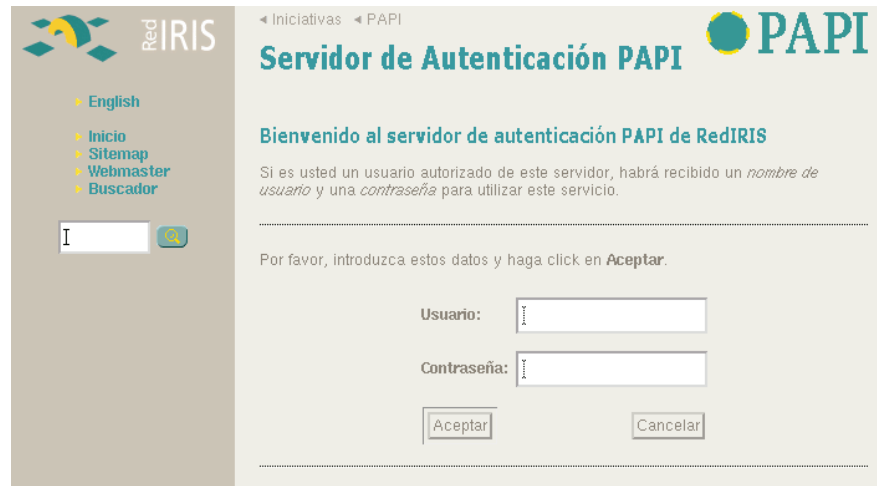 RedIRIS
English
Inicio
Sitemap
Webmaster
Buscador
Iniciativas PAPI
PAPI
Servidor de Autenticación PAPI
Bienvenido al servidor de autenticación PAPI de RedIRIS
Si es usted un usuario autorizado de este servidor, habrá recibido un nombre de
usuario y una contraseña para utilizar este servicio.
Por favor, introduzca estos datos y haga click en Aceptar.
Usuario:
Contraseña:
Aceptar Cancelar